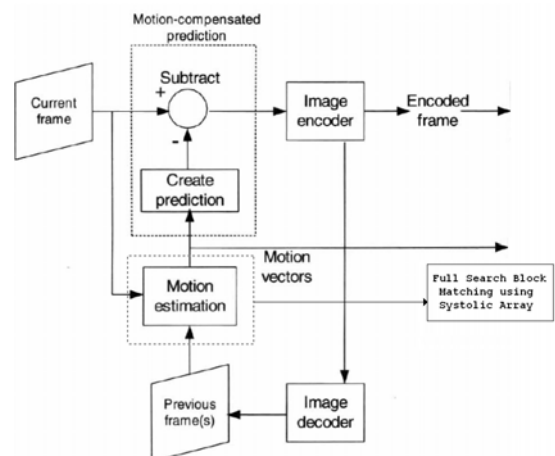 Motion-compensated
prediction
Subtract
+
-
Current
frame
Image
encoder
Encoded
frame
Create
prediction
Motion
vectors
Motion
estimation
Full Search Block
Matching using
Systolic Array
Previous
frame(s)
Image
decoder